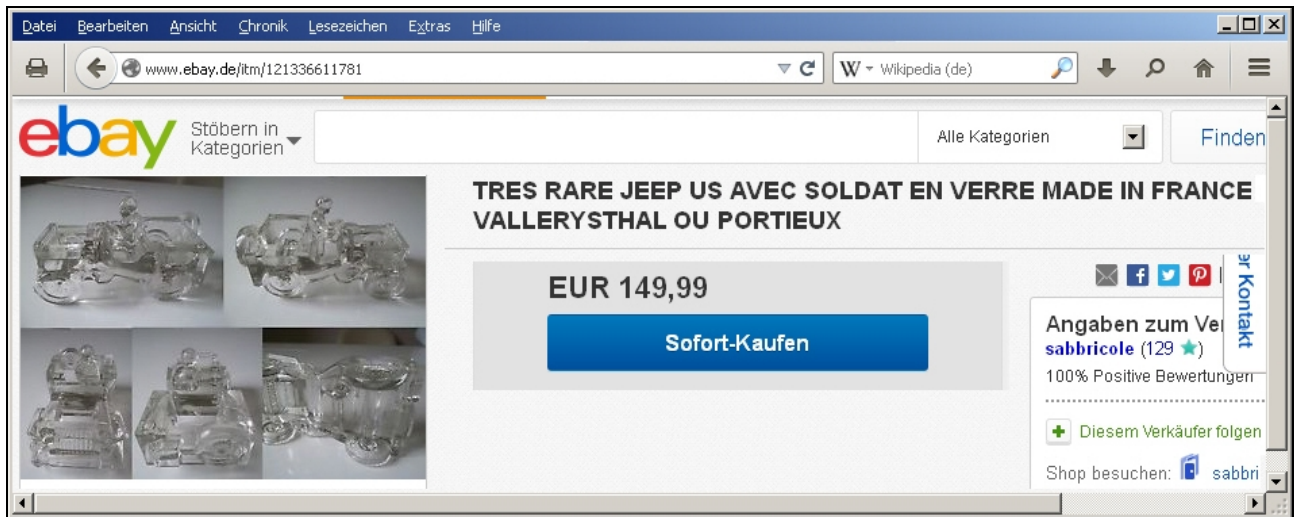 Datei Bearbeiten Ansicht Chronik Lesezeichen Extras Hilfe
www.ebay.de/itm/121336611781
W Wikipedia (de)
ebay
Stöbern in
Kategorien
Alle Kategorien
Finden
TRES RARE JEEP US AVEC SOLDAT EN VERRE MADE IN FRANCE
VALLERYSTHAL OU PORTIEUX
EUR 149,99
Sofort-Kaufen
er Kontakt
Angaben zum Ver
sabbricole (129 ★)
100% Positive Bewertungen
Diesem Verkäufer folgen
Shop besuchen: sabbri